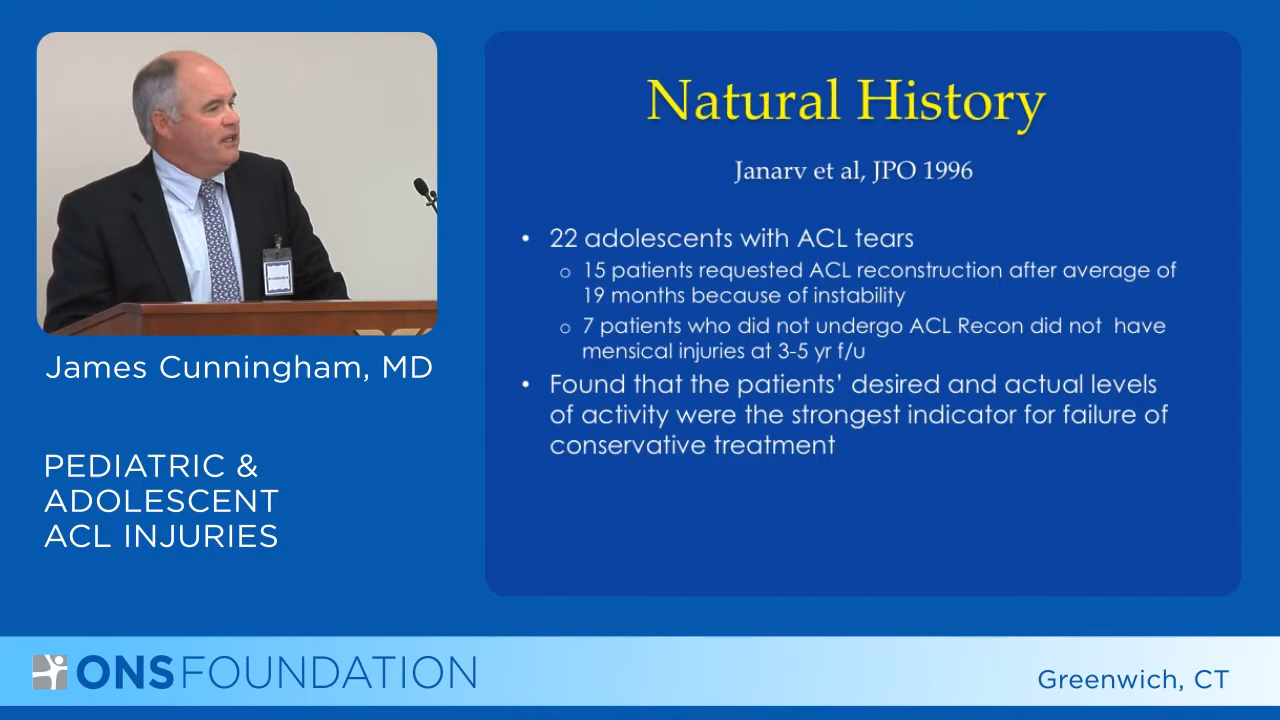 James Cunningham, MD
PEDIATRIC &
ADOLESCENT
ACL INJURIES
Natural History
Janarv et al, JPO 1996
• 22 adolescents with ACL tears
o 15 patients requested ACL reconstruction after average of
19 months because of instability
o 7 patients who did not undergo ACL Recon did not have
mensical injuries at 3-5 yr f/u
• Found that the patients’ desired and actual levels
of activity were the strongest indicator for failure of
conservative treatment
ONS FOUNDATION
Greenwich, CT